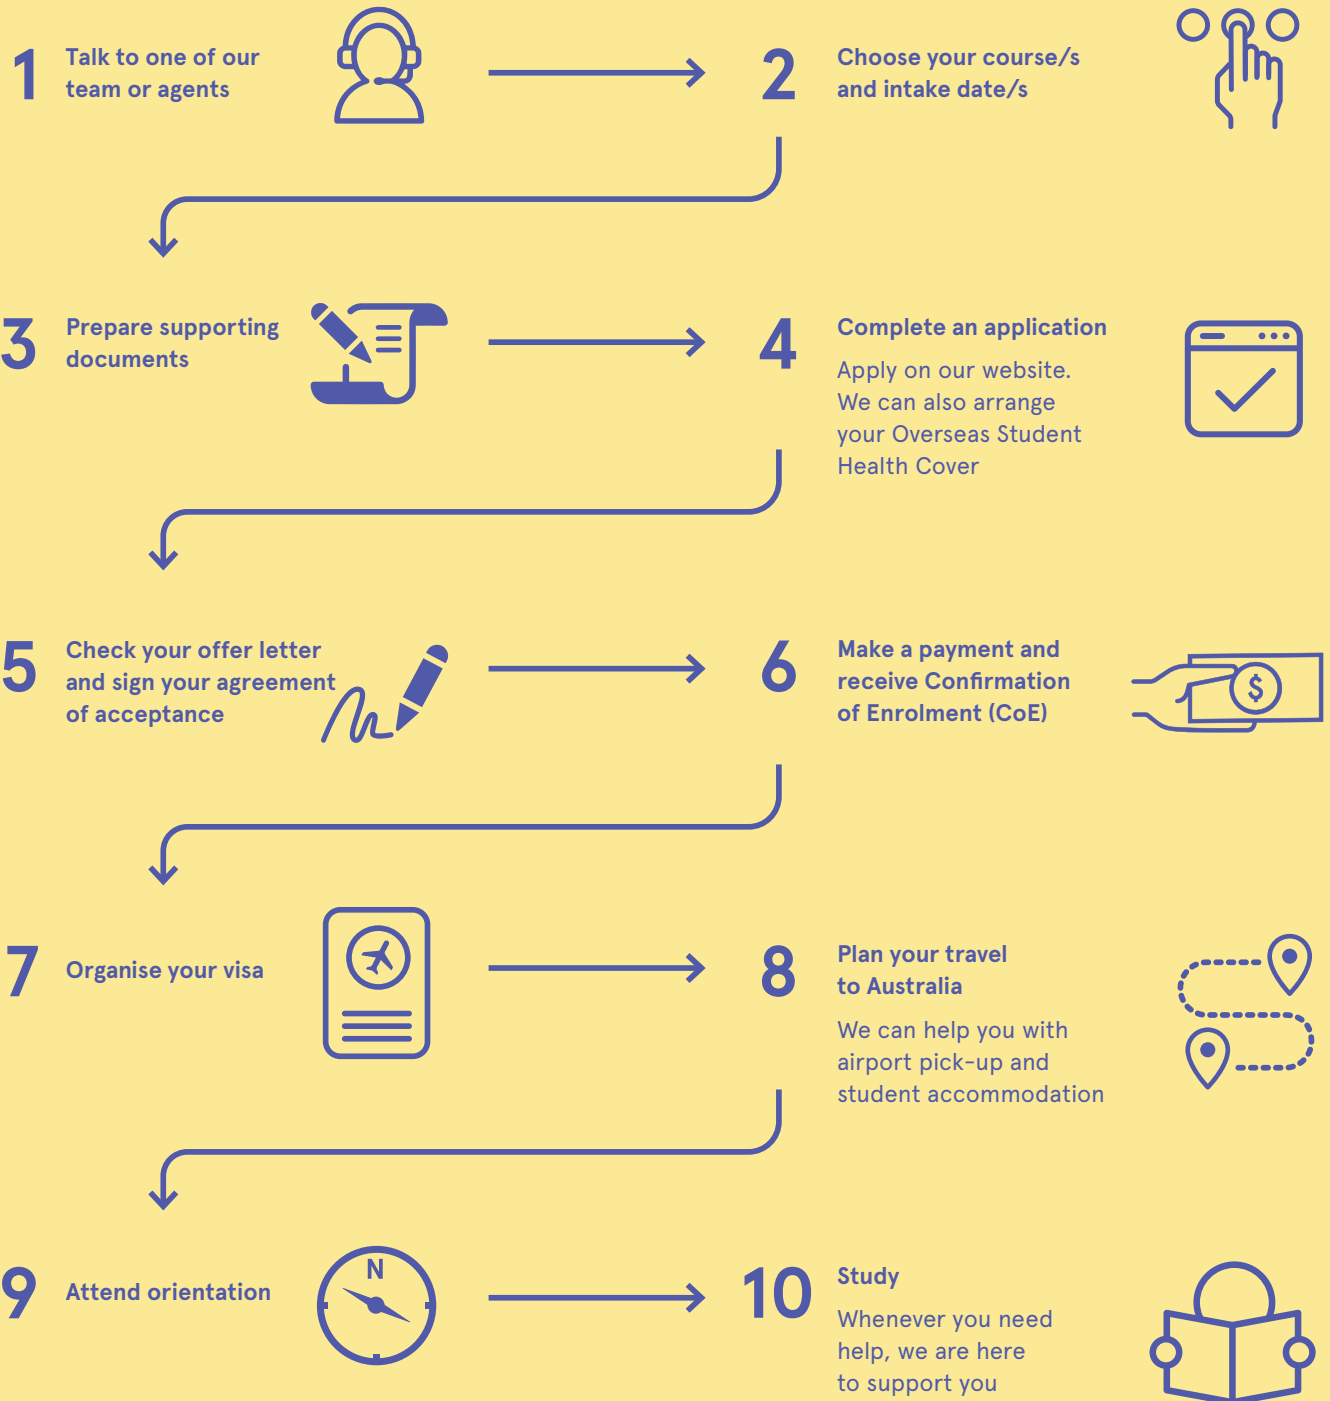 1
Talk to one of our
team or agents
2
Choose your course/s
and intake date/s
3
Prepare supporting
documents
4
Complete an application
Apply on our website.
We can also arrange
your Overseas Student
Health Cover
5
Check your offer letter
and sign your agreement
of acceptance
6
Make a payment and
receive Confirmation
of Enrolment (CoE)
$
7
Organise your visa
8
Plan your travel
to Australia
We can help you with
airport pick-up and
student accommodation
9
Attend orientation
N
10
Study
Whenever you need
help, we are here
to support you